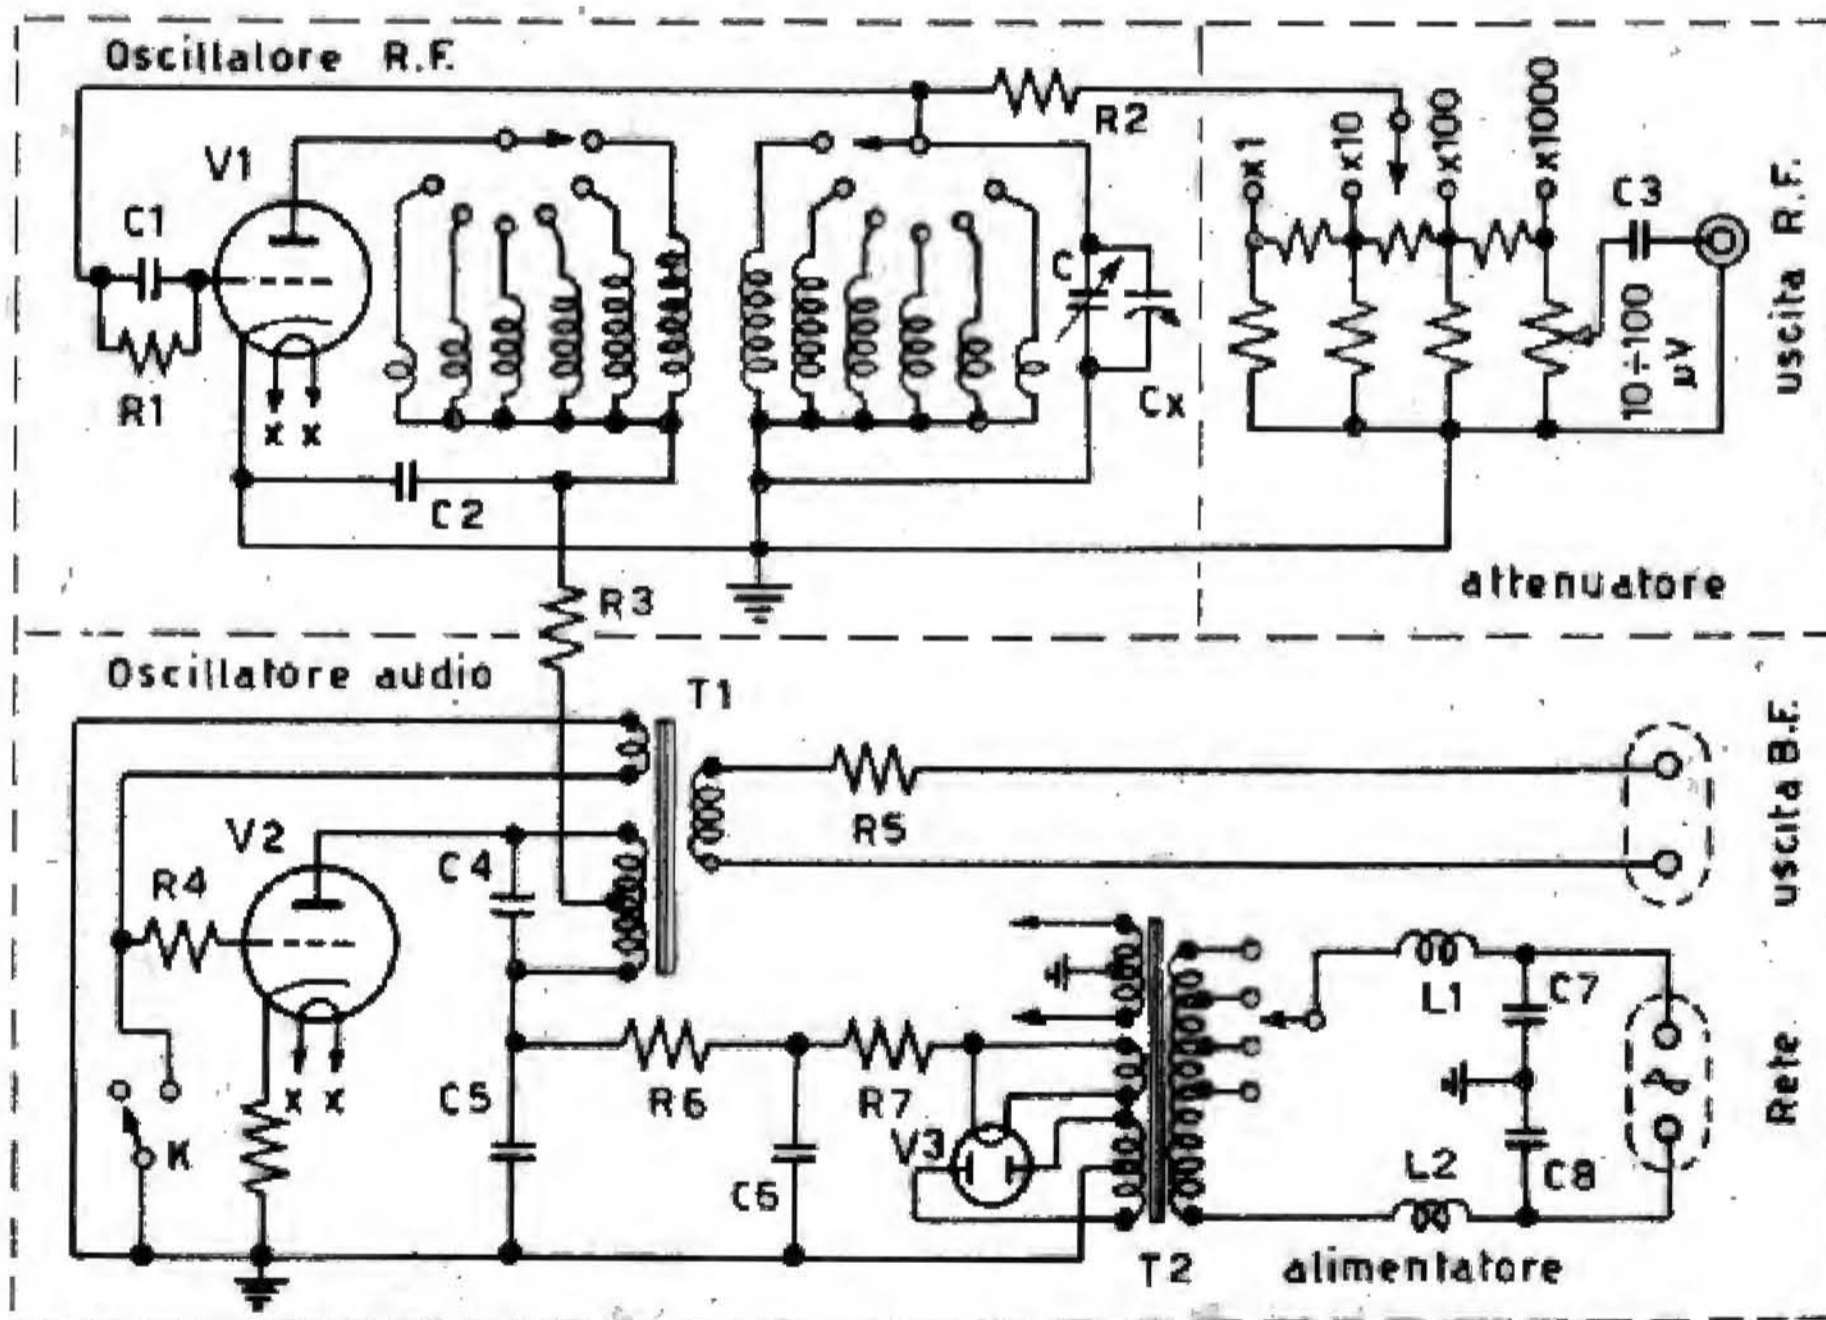 Oscillatore R.F.
V1
C1
R1
x x
C2
R2
C
Cx
x1
x10
x100
x1000
C3
10÷100
µV
uscita R.F.
attenuatore
R3
Oscillatore audio
T1
R5
uscita B.F.
V2
R4
C4
x x
K
C5
R6
R7
C6
V3
T2
L1
L2
C7
C8
Rete
alimentatore